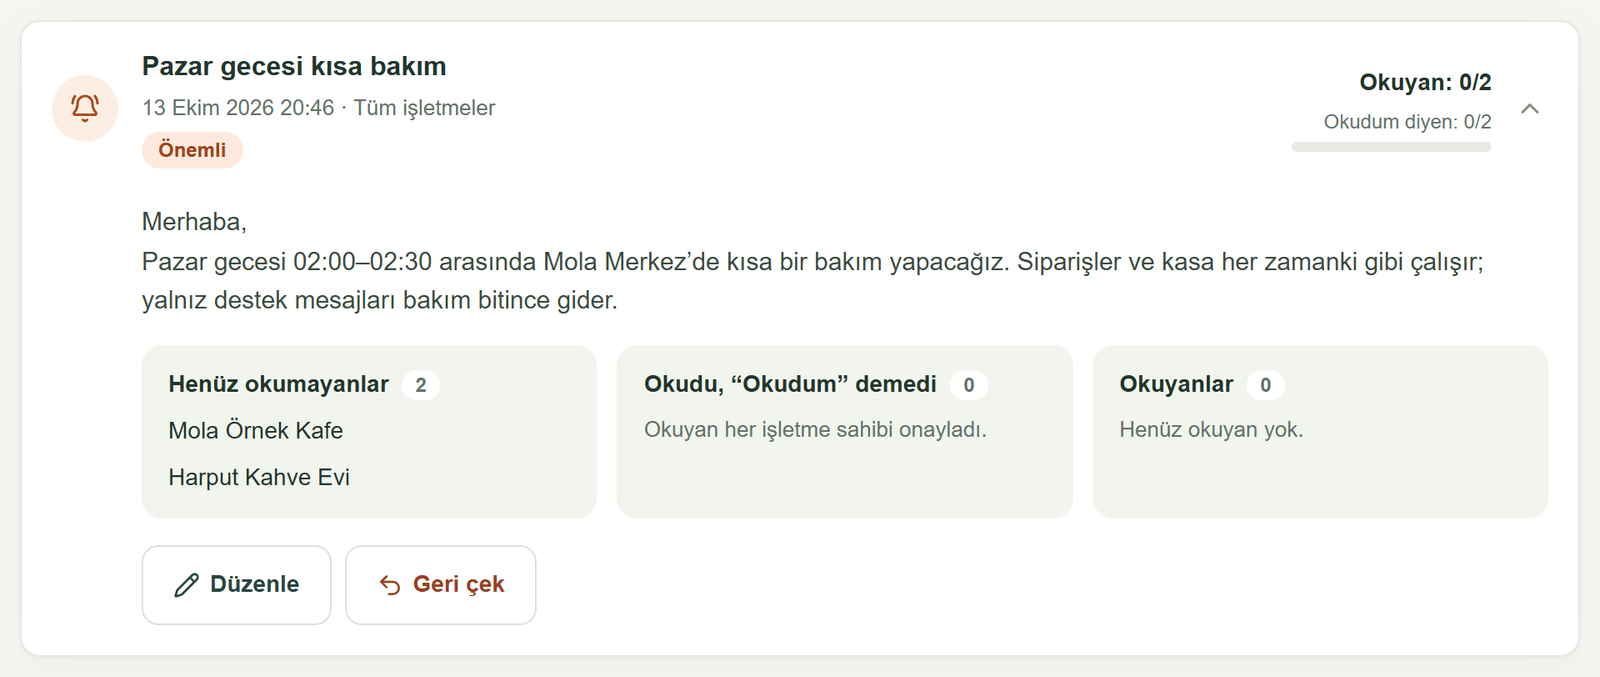 Pazar gecesi kısa bakım
13 Ekim 2026 20:46 · Tüm işletmeler
Önemli
Okuyan: 0/2
Okudum diyen: 0/2
Merhaba,
Pazar gecesi 02:00–02:30 arasında Mola Merkez’de kısa bir bakım yapacağız. Siparişler ve kasa her zamanki gibi çalışır;
yalnız destek mesajları bakım bitince gider.
Henüz okumayanlar 2
Mola Örnek Kafe
Harput Kahve Evi
Okudu, “Okudum” demedi 0
Okuyan her işletme sahibi onayladı.
Okuyanlar 0
Henüz okuyan yok.
Düzenle
Geri çek